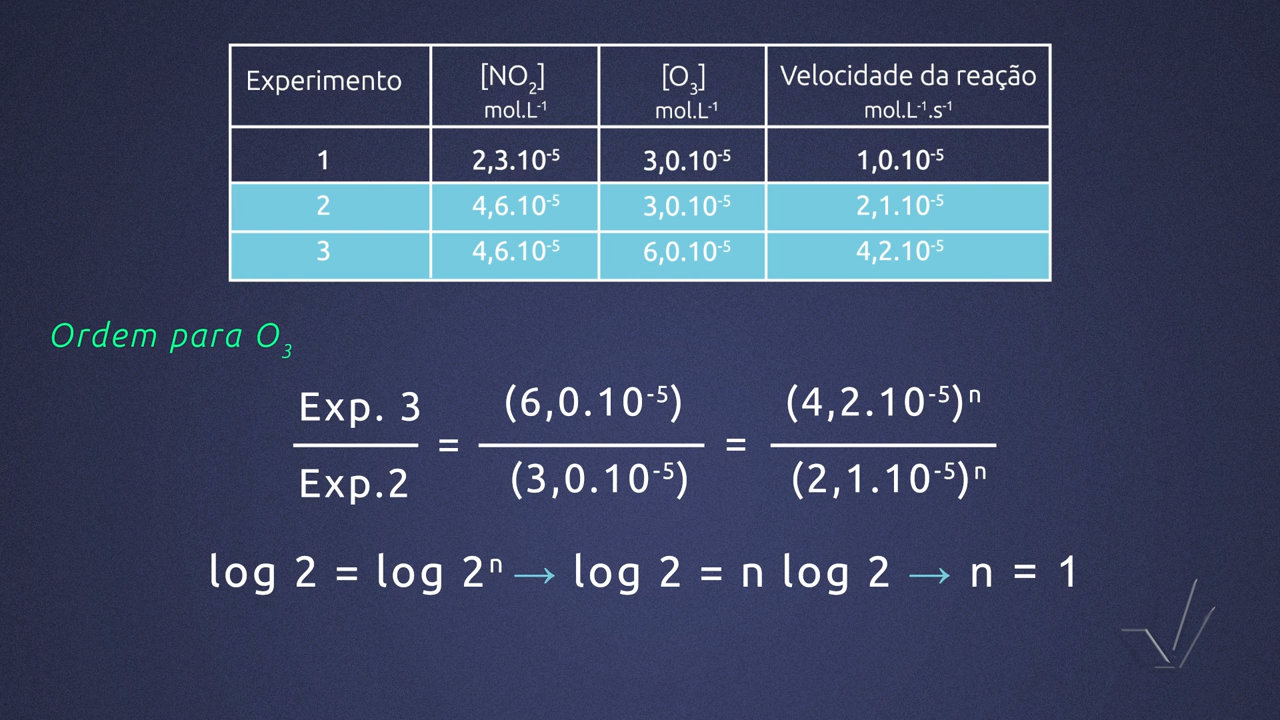 Experimento [NO₂] mol.L⁻¹ [O₃] mol.L⁻¹ Velocidade da reação mol.L⁻¹.s⁻¹
1 2,3.10⁻⁵ 3,0.10⁻⁵ 1,0.10⁻⁵
2 4,6.10⁻⁵ 3,0.10⁻⁵ 2,1.10⁻⁵
3 4,6.10⁻⁵ 6,0.10⁻⁵ 4,2.10⁻⁵
Ordem para O₃
Exp. 3 / Exp.2 = (6,0.10⁻⁵) / (3,0.10⁻⁵) = (4,2.10⁻⁵)ⁿ / (2,1.10⁻⁵)ⁿ
log 2 = log 2ⁿ → log 2 = n log 2 → n = 1